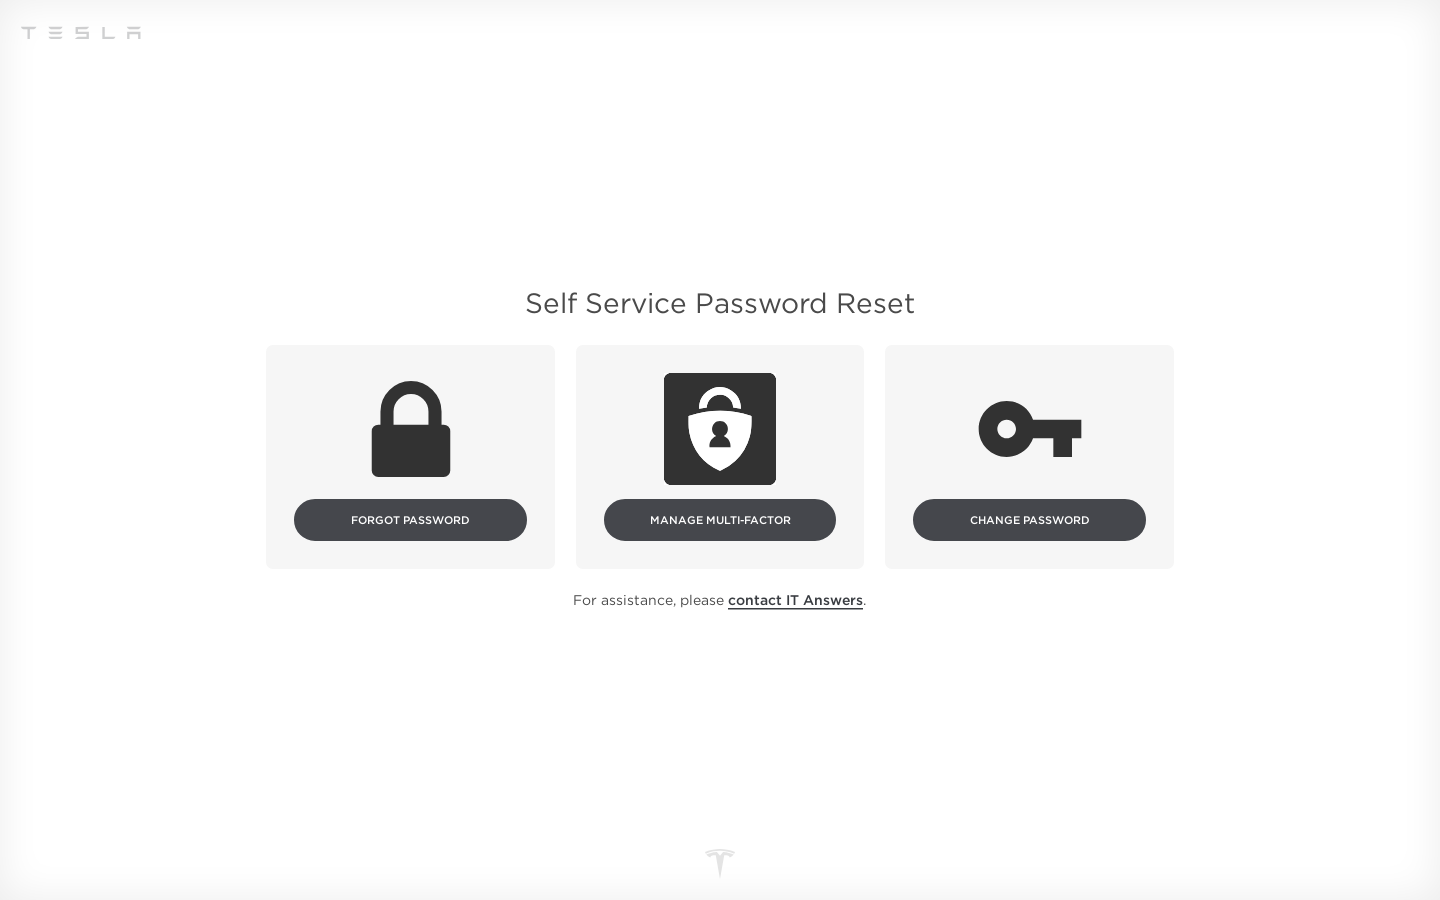 TESLA
Self Service Password Reset
FORGOT PASSWORD
MANAGE MULTI-FACTOR
CHANGE PASSWORD
For assistance, please contact IT Answers.